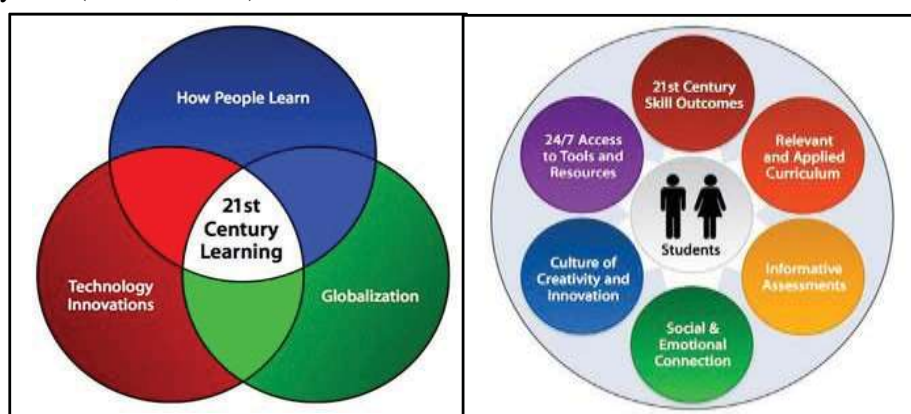 How People Learn
21st
Century
Learning
Technology
Innovations
Globalization
21st Century
Skill Outcomes
24/7 Access
to Tools and
Resources
Relevant
and Applied
Curriculum
Students
Culture of
Creativity and
Innovation
Informative
Assessments
Social &
Emotional
Connection